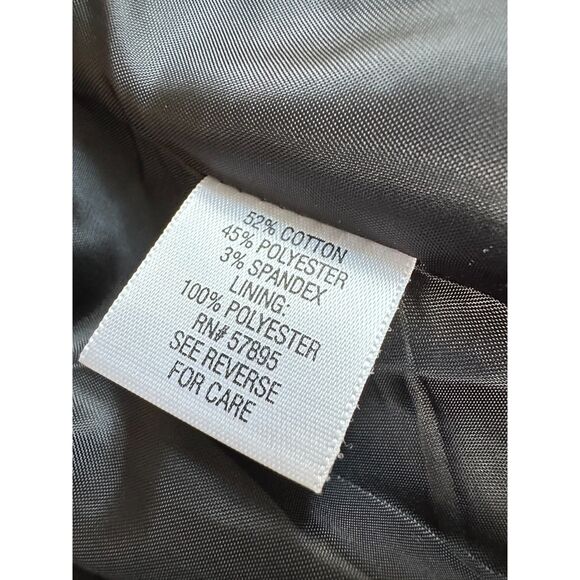 52% COTTON
45% POLYESTER
3% SPANDEX
LINING:
100% POLYESTER
RN# 57895
SEE REVERSE
FOR CARE